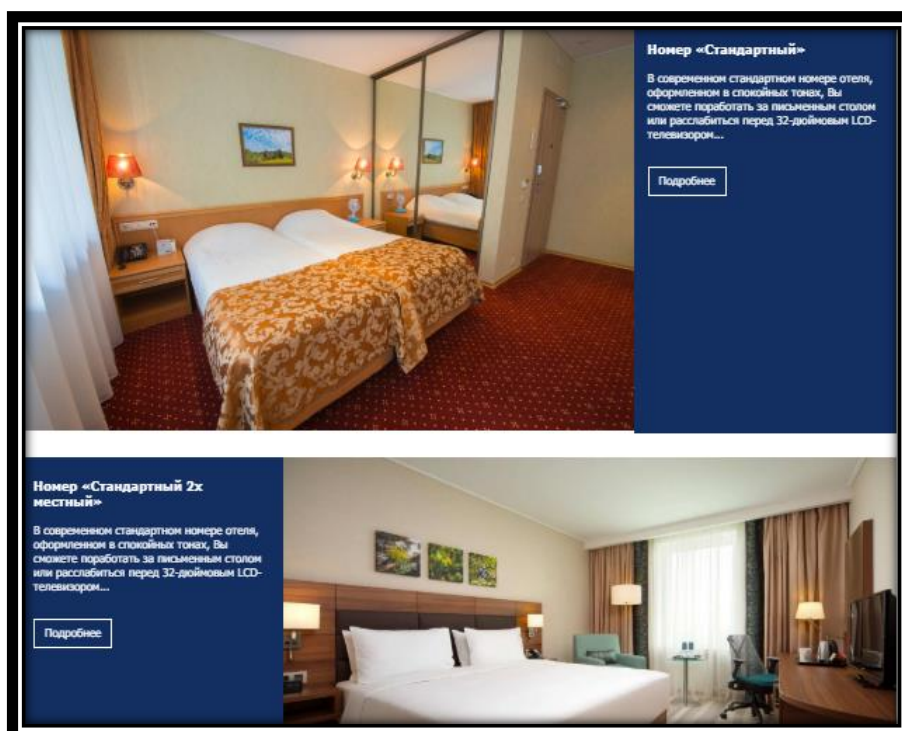 Номер «Стандартный»
В современном стандартном номере отеля,
оформленном в спокойных тонах, Вы
сможете поработать за письменным столом
или расслабиться перед 32-дюймовым LCD-
телевизором...
Подробнее
Номер «Стандартный 2х
местный»
В современном стандартном номере отеля,
оформленном в спокойных тонах, Вы
сможете поработать за письменным столом
или расслабиться перед 32-дюймовым LCD-
телевизором...
Подробнее